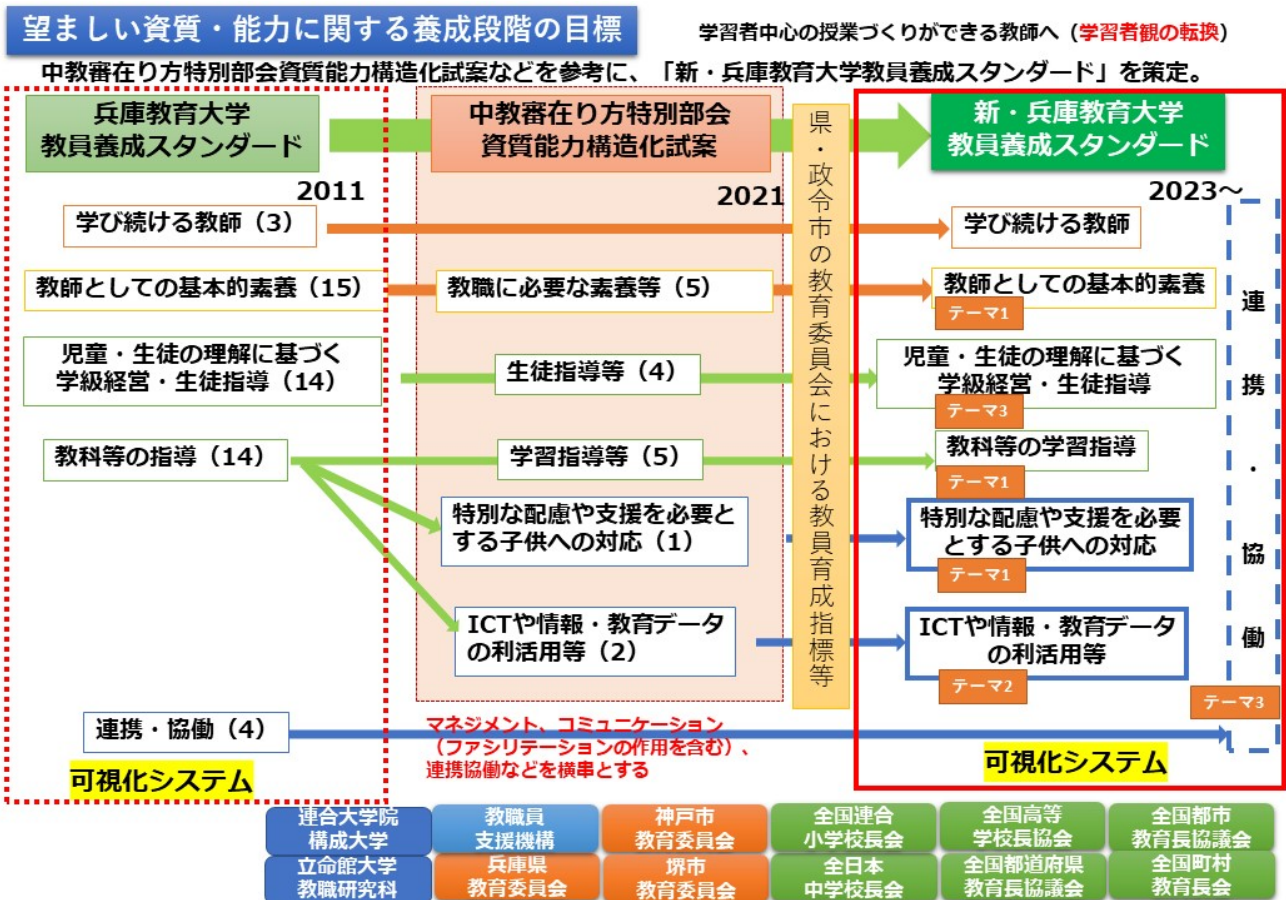 望ましい資質・能力に関する養成段階の目標
学習者中心の授業づくりができる教師へ（学習者観の転換）
中教審在り方特別部会資質能力構造化試案などを参考に、「新・兵庫教育大学教員養成スタンダード」を策定。
兵庫教育大学
教員養成スタンダード
2011
学び続ける教師（3）
教師としての基本的素養（15）
児童・生徒の理解に基づく
学級経営・生徒指導（14）
教科等の指導（14）
連携・協働（4）
可視化システム
中教審在り方特別部会
資質能力構造化試案
2021
教職に必要な素養等（5）
生徒指導等（4）
学習指導等（5）
特別な配慮や支援を必要と
する子供への対応（1）
ICTや情報・教育データ
の利活用等（2）
マネジメント、コミュニケーション
（ファシリテーションの作用を含む）、
連携協働などを横串とする
県・政令市の教育委員会における教員育成指標等
新・兵庫教育大学
教員養成スタンダード
2023～
学び続ける教師
教師としての基本的素養
テーマ1
児童・生徒の理解に基づく
学級経営・生徒指導
テーマ3
教科等の学習指導
テーマ1
特別な配慮や支援を必要
とする子供への対応
テーマ1
ICTや情報・教育データ
の利活用等
テーマ2
連携・協働
テーマ3
可視化システム
連合大学院
構成大学
教職員
支援機構
神戸市
教育委員会
全国連合
小学校長会
全国高等
学校長協会
全国都市
教育長協議会
立命館大学
教職研究科
兵庫県
教育委員会
堺市
教育委員会
全日本
中学校長会
全国都道府県
教育長協議会
全国町村
教育長会